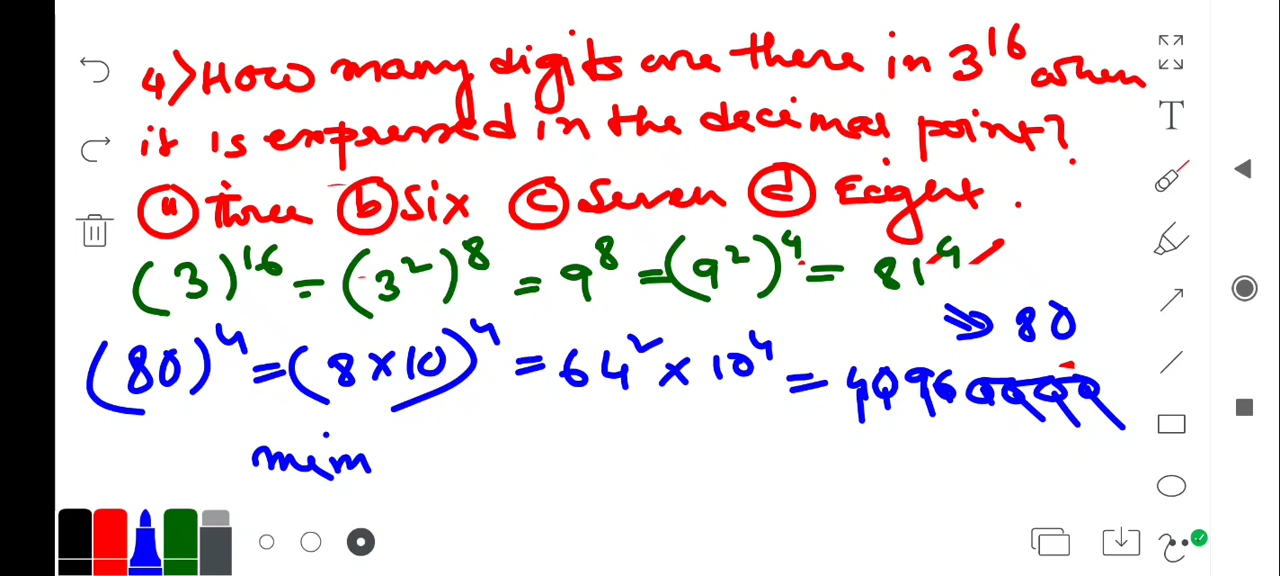 4) How many digits are there in 3^16 when
it is expressed in the decimal point?
(a) three (b) Six (c) Seven (d) Eight.
(3)^16 = (3^2)^8 = 9^8 = (9^2)^4 = 81^4
⇒ 80
(80)^4 = (8×10)^4 = 64^2 × 10^4 = 40960000
mim
T